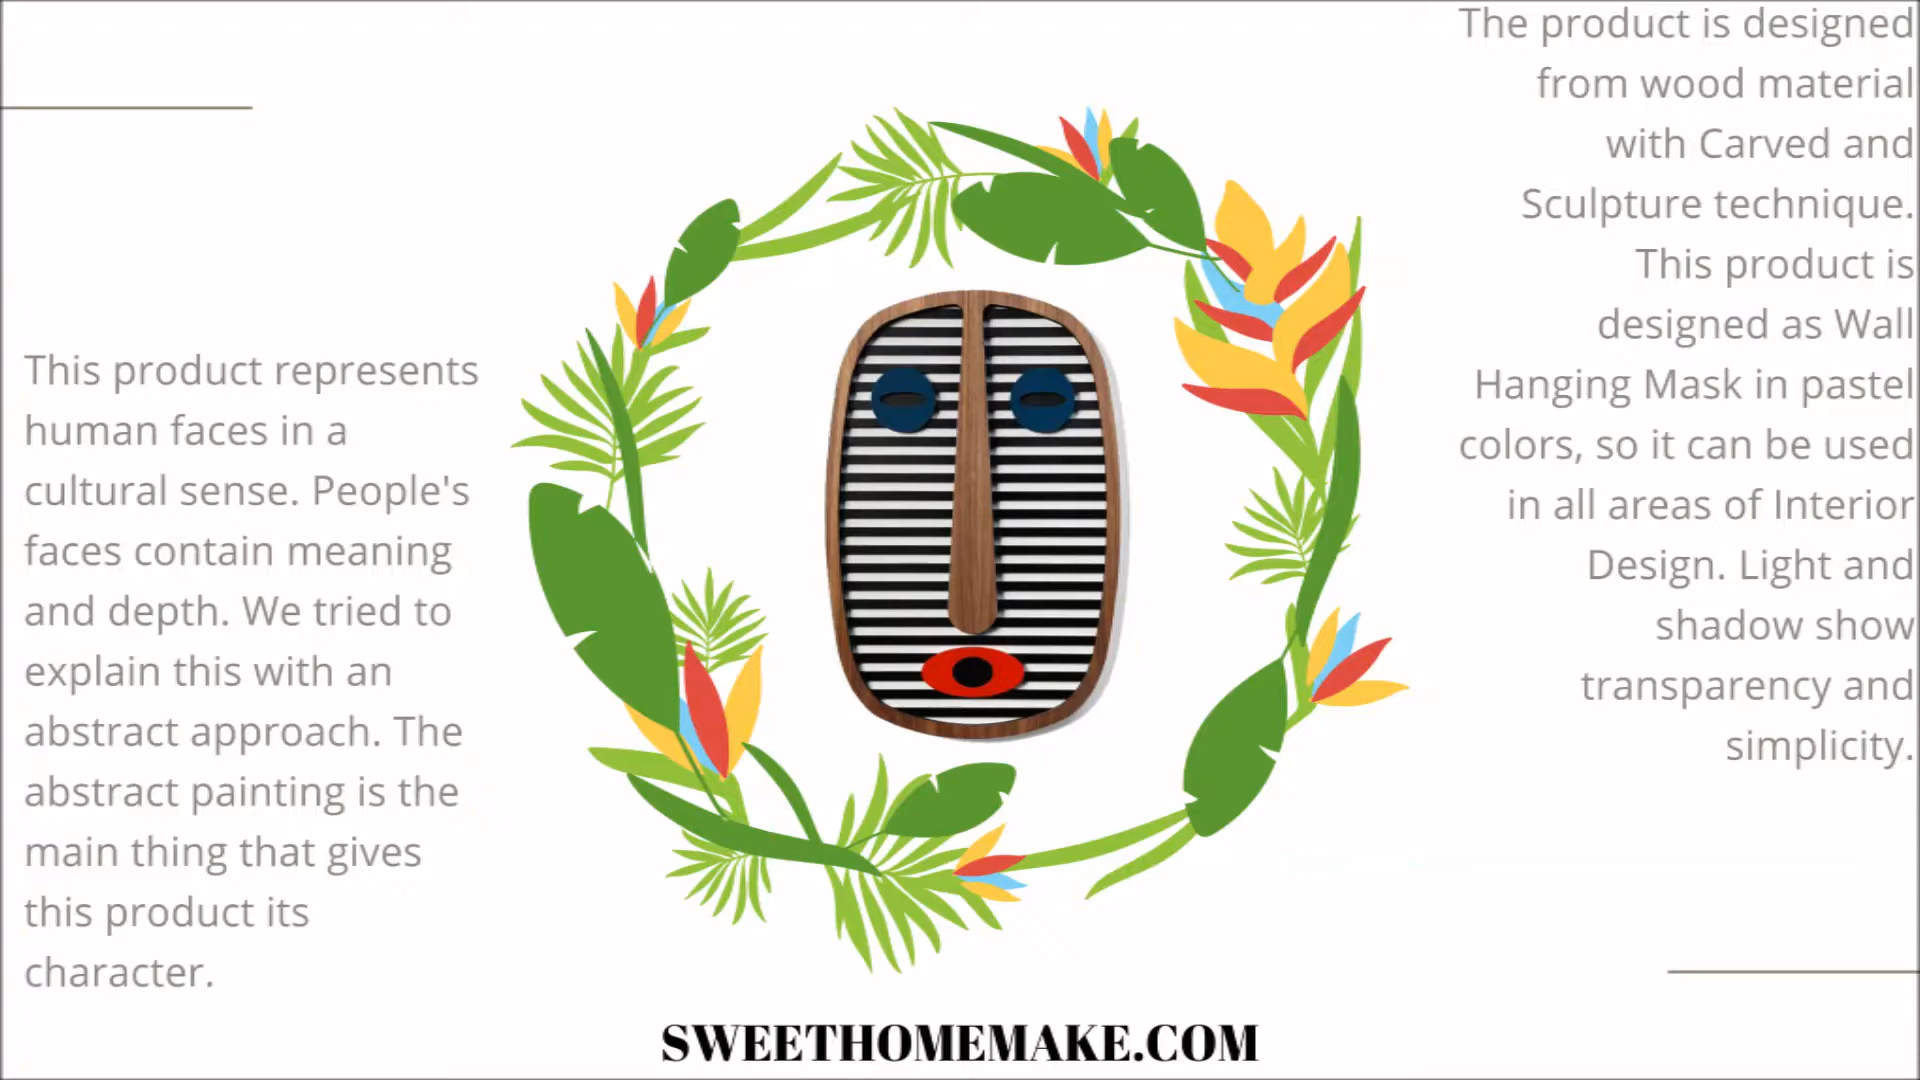 This product represents
human faces in a
cultural sense. People's
faces contain meaning
and depth. We tried to
explain this with an
abstract approach. The
abstract painting is the
main thing that gives
this product its
character.
The product is designed
from wood material
with Carved and
Sculpture technique.
This product is
designed as Wall
Hanging Mask in pastel
colors, so it can be used
in all areas of Interior
Design. Light and
shadow show
transparency and
simplicity.
SWEETHOMEMAKE.COM